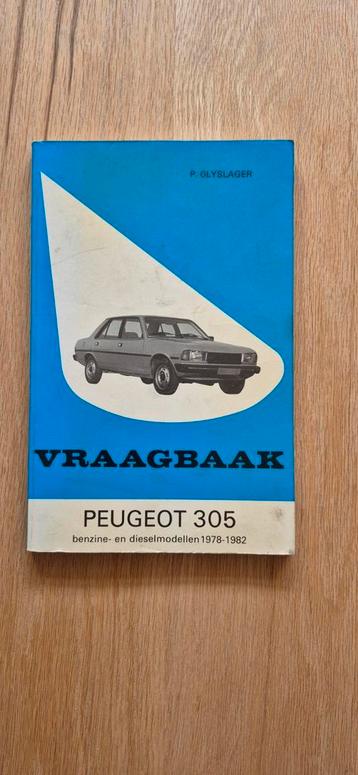 P. OLYSLAGER
VRAAGBAAK
PEUGEOT 305
benzine- en dieselmodellen 1978-1982